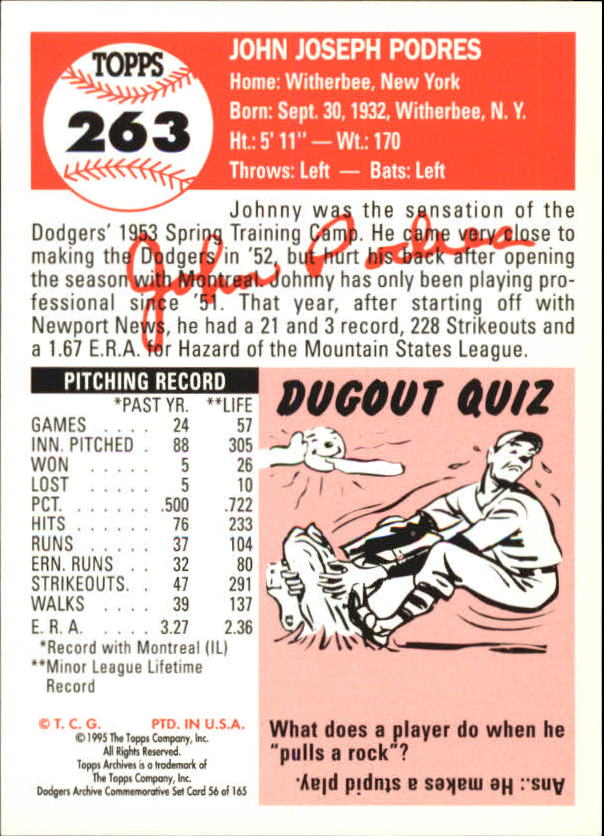 TOPPS
263
JOHN JOSEPH PODRES
Home: Witherbee, New York
Born: Sept. 30, 1932, Witherbee, N. Y.
Ht.: 5' 11" — Wt.: 170
Throws: Left — Bats: Left
Johnny was the sensation of the
Dodgers' 1953 Spring Training Camp. He came very close to
making the Dodgers in '52, but hurt his back after opening
the season with Montreal. Johnny has only been playing pro-
fessional since '51. That year, after starting off with
Newport News, he had a 21 and 3 record, 228 Strikeouts and
a 1.67 E.R.A. for Hazard of the Mountain States League.
John Podres
PITCHING RECORD
*PAST YR. **LIFE
GAMES . . . . 24 57
INN. PITCHED . 88 305
WON . . . . . 5 26
LOST . . . . . 5 10
PCT. . . . . . .500 .722
HITS . . . . . 76 233
RUNS . . . . . 37 104
ERN. RUNS . . 32 80
STRIKEOUTS. . 47 291
WALKS . . . . 39 137
E. R. A. . . . . 3.27 2.36
*Record with Montreal (IL)
**Minor League Lifetime
Record
© T. C. G. PTD. IN U.S.A.
© 1995 The Topps Company, Inc.
All Rights Reserved.
Topps Archives is a trademark of
The Topps Company, Inc.
Dodgers Archive Commemorative Set Card 56 of 165
DUGOUT QUIZ
What does a player do when he
"pulls a rock"?
Ans.: He makes a stupid play.